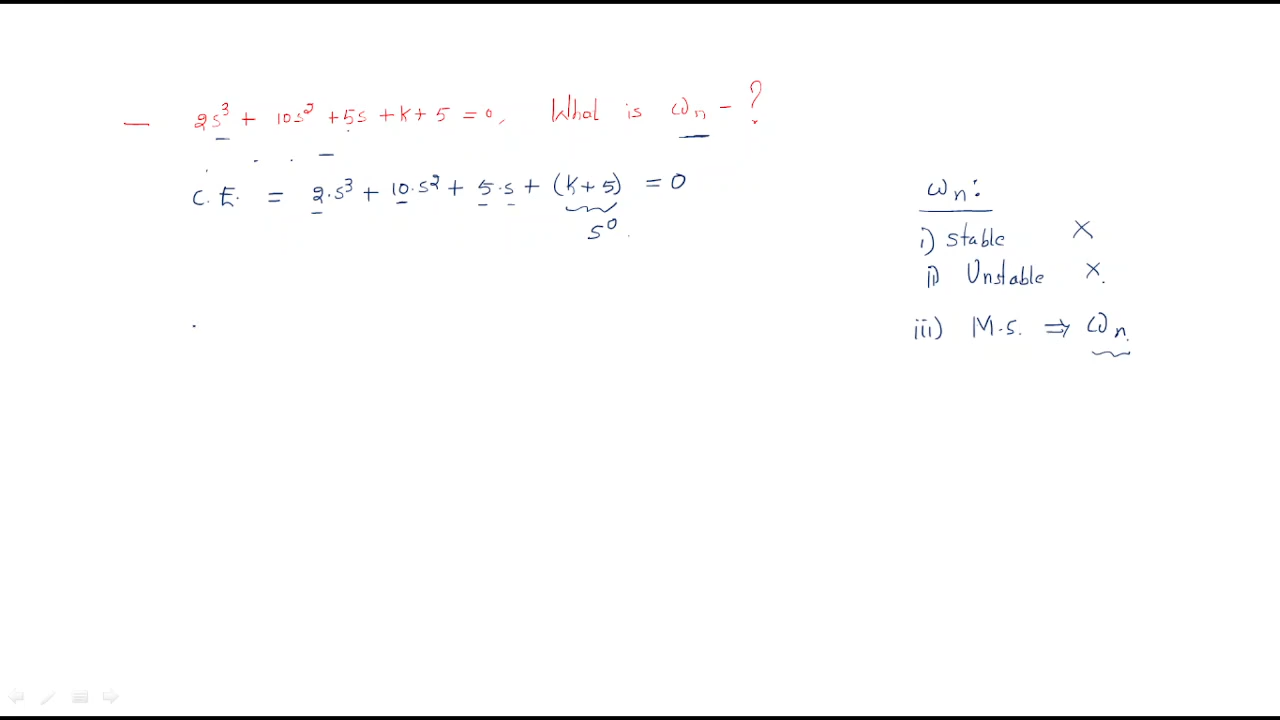 — 2s³ + 10s² + 5s + k + 5 = 0, What is ωn - ?
C.E. = 2·s³ + 10·s² + 5·s + (k+5) = 0
s⁰
ωn:
i) stable ×
ii) Unstable ×
iii) M.S. ⇒ ωn